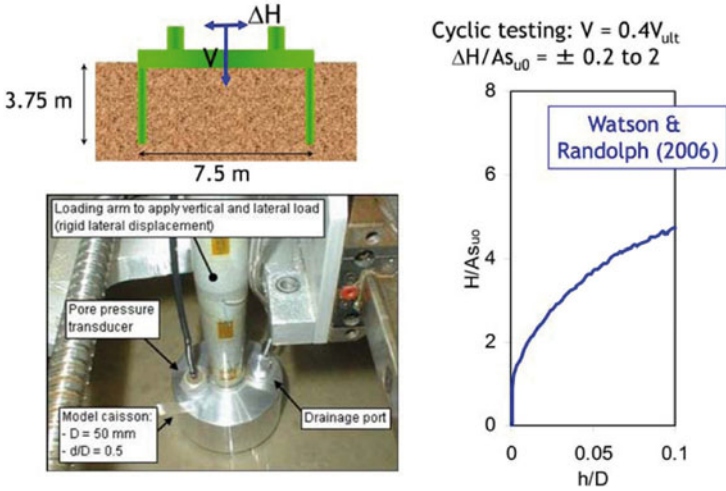 ΔH
V
3.75 m
7.5 m
Loading arm to apply vertical and lateral load
(rigid lateral displacement)
Pore pressure
transducer
Model caisson:
- D = 50 mm
- d/D = 0.5
Drainage port
Cyclic testing: V = 0.4V_ult
ΔH/As_u0 = ± 0.2 to 2
8
6
4
2
0
H/As_uo
Watson &
Randolph (2006)
0 0.05 0.1
h/D